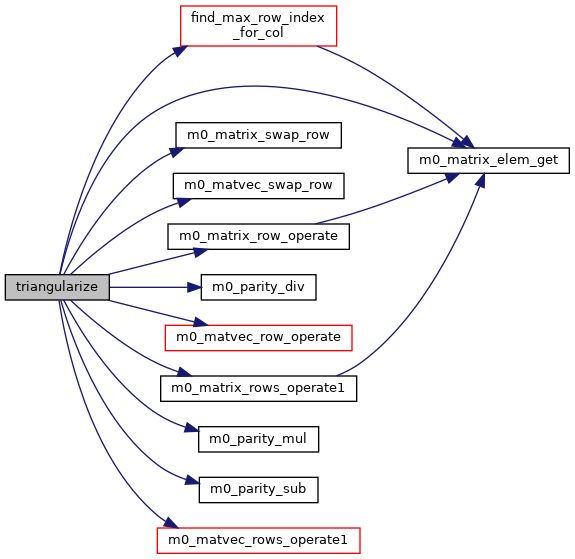 find_max_row_index
_for_col
m0_matrix_swap_row
m0_matrix_elem_get
m0_matvec_swap_row
m0_matrix_row_operate
triangularize
m0_parity_div
m0_matvec_row_operate
m0_matrix_rows_operate1
m0_parity_mul
m0_parity_sub
m0_matvec_rows_operate1